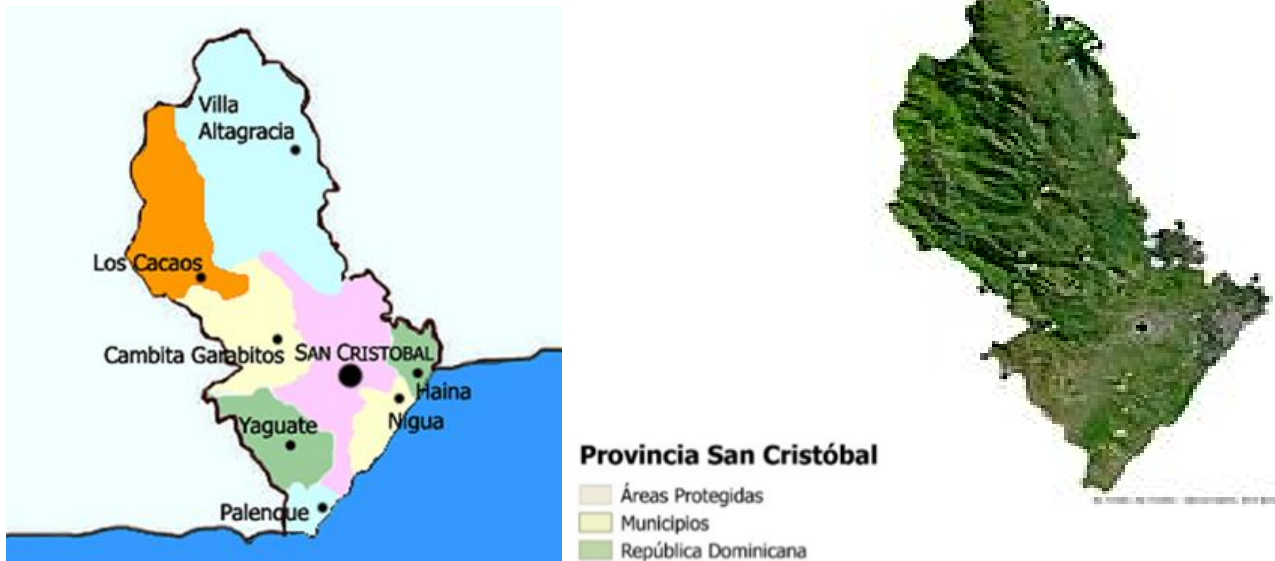 Villa
Altagracia
Los Cacaos
Cambita Garabitos
SAN CRISTOBAL
Haina
Nigua
Yaguate
Palenque
Provincia San Cristóbal
Áreas Protegidas
Municipios
República Dominicana